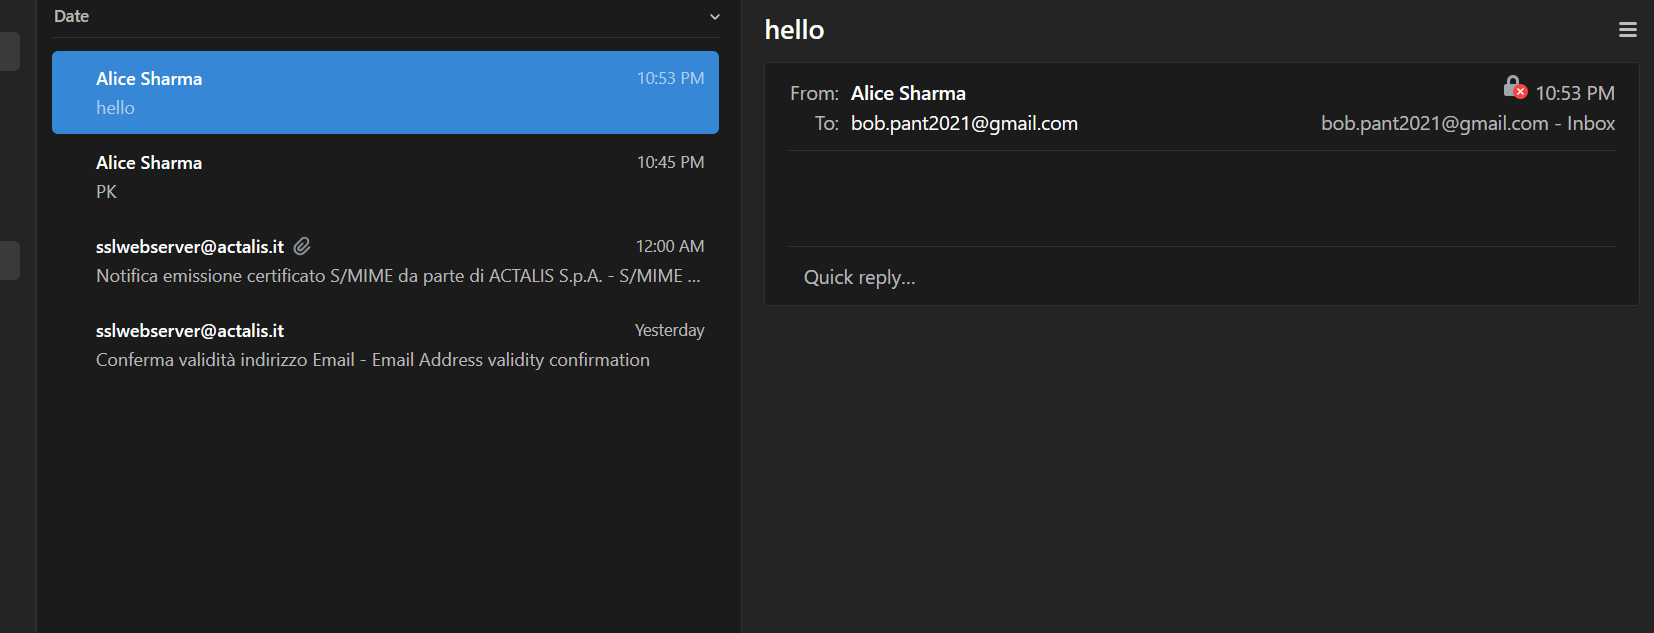 Date
Alice Sharma 10:53 PM
hello
Alice Sharma 10:45 PM
PK
sslwebserver@actalis.it 12:00 AM
Notifica emissione certificato S/MIME da parte di ACTALIS S.p.A. - S/MIME ...
sslwebserver@actalis.it Yesterday
Conferma validità indirizzo Email - Email Address validity confirmation
hello
From: Alice Sharma 10:53 PM
To: bob.pant2021@gmail.com bob.pant2021@gmail.com - Inbox
Quick reply...